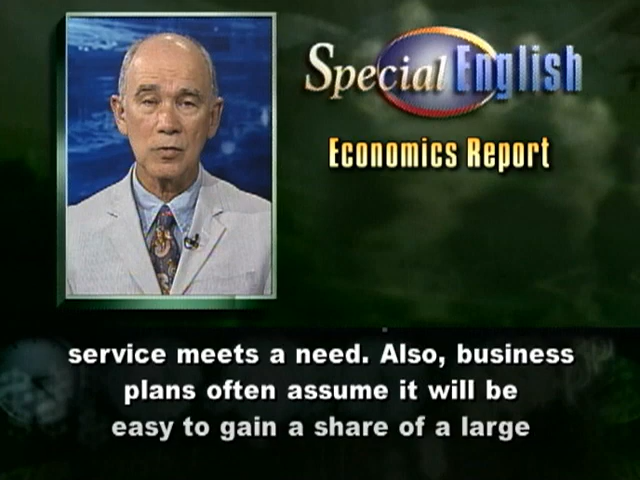 Special English
Economics Report
service meets a need. Also, business
plans often assume it will be
easy to gain a share of a large